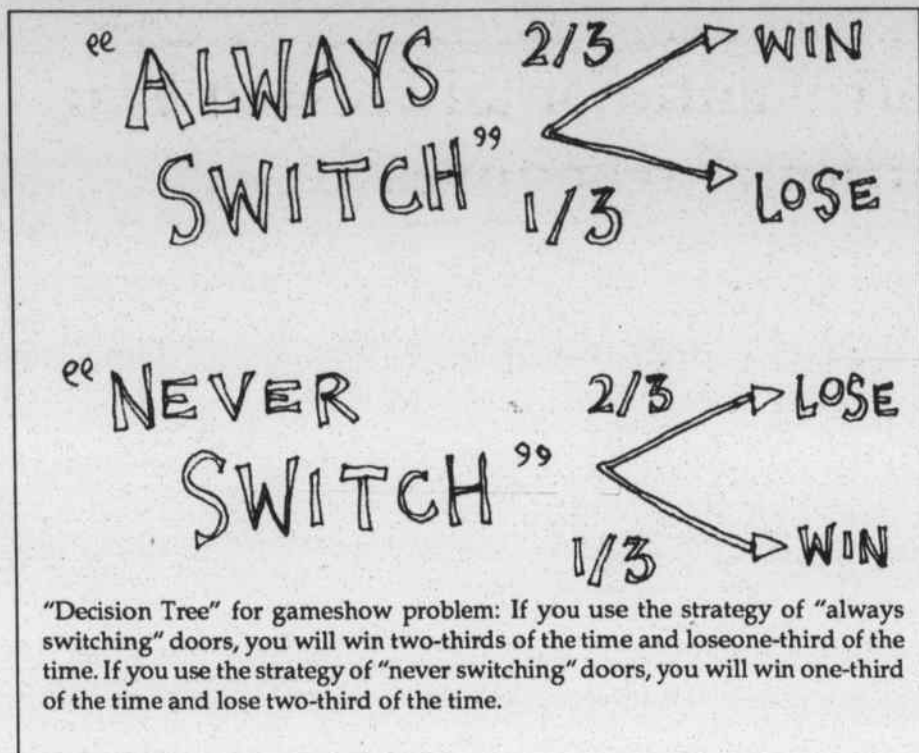 “ALWAYS 2/3 WIN
SWITCH” 1/3 LOSE
“NEVER 2/3 LOSE
SWITCH” 1/3 WIN
"Decision Tree" for gameshow problem: If you use the strategy of "always
switching" doors, you will win two-thirds of the time and loseone-third of the
time. If you use the strategy of "never switching" doors, you will win one-third
of the time and lose two-third of the time.